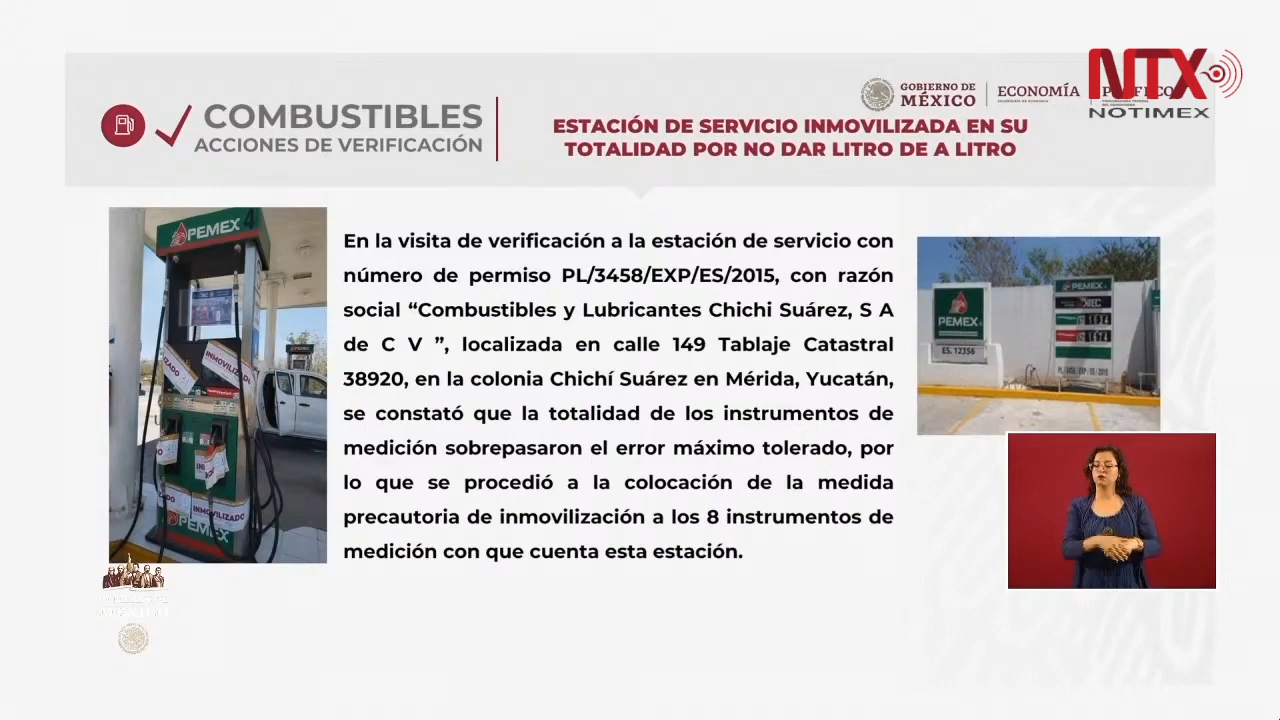 NTX
NOTIMEX
GOBIERNO DE
MÉXICO
ECONOMÍA
COMBUSTIBLES
ACCIONES DE VERIFICACIÓN
ESTACIÓN DE SERVICIO INMOVILIZADA EN SU
TOTALIDAD POR NO DAR LITRO DE A LITRO
En la visita de verificación a la estación de servicio con
número de permiso PL/3458/EXP/ES/2015, con razón
social “Combustibles y Lubricantes Chichi Suárez, S A
de C V ”, localizada en calle 149 Tablaje Catastral
38920, en la colonia Chichí Suárez en Mérida, Yucatán,
se constató que la totalidad de los instrumentos de
medición sobrepasaron el error máximo tolerado, por
lo que se procedió a la colocación de la medida
precautoria de inmovilización a los 8 instrumentos de
medición con que cuenta esta estación.
PEMEX
4
INMOVILIZADO
PEMEX
PEMEX
ES. 12356
PEMEX